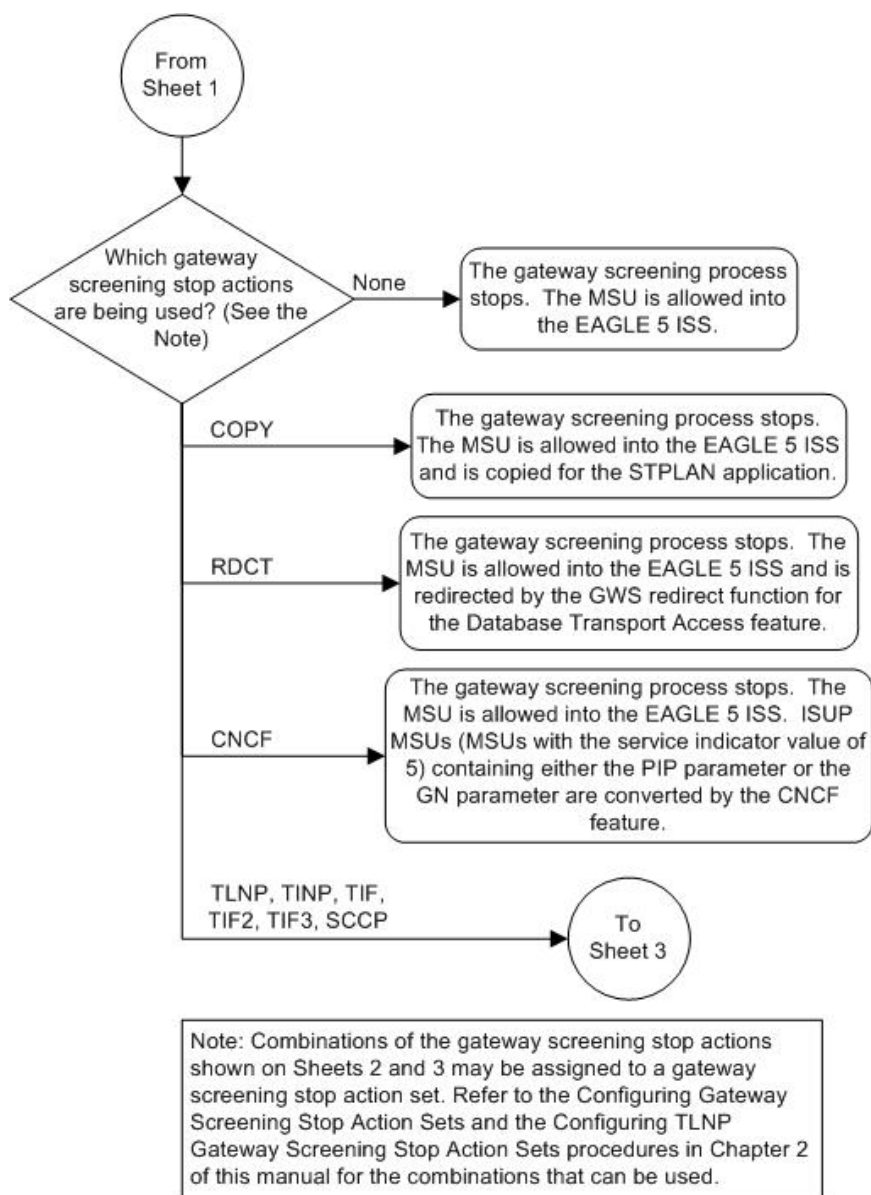 From
Sheet 1
Which gateway
screening stop actions
are being used? (See the
Note)
None
The gateway screening process
stops. The MSU is allowed into
the EAGLE 5 ISS.
COPY
The gateway screening process stops.
The MSU is allowed into the EAGLE 5 ISS
and is copied for the STPLAN application.
RDCT
The gateway screening process stops. The
MSU is allowed into the EAGLE 5 ISS and is
redirected by the GWS redirect function for
the Database Transport Access feature.
CNCF
The gateway screening process stops. The
MSU is allowed into the EAGLE 5 ISS. ISUP
MSUs (MSUs with the service indicator value of
5) containing either the PIP parameter or the
GN parameter are converted by the CNCF
feature.
TLNP, TINP, TIF,
TIF2, TIF3, SCCP
To
Sheet 3
Note: Combinations of the gateway screening stop actions
shown on Sheets 2 and 3 may be assigned to a gateway
screening stop action set. Refer to the Configuring Gateway
Screening Stop Action Sets and the Configuring TLNP
Gateway Screening Stop Action Sets procedures in Chapter 2
of this manual for the combinations that can be used.